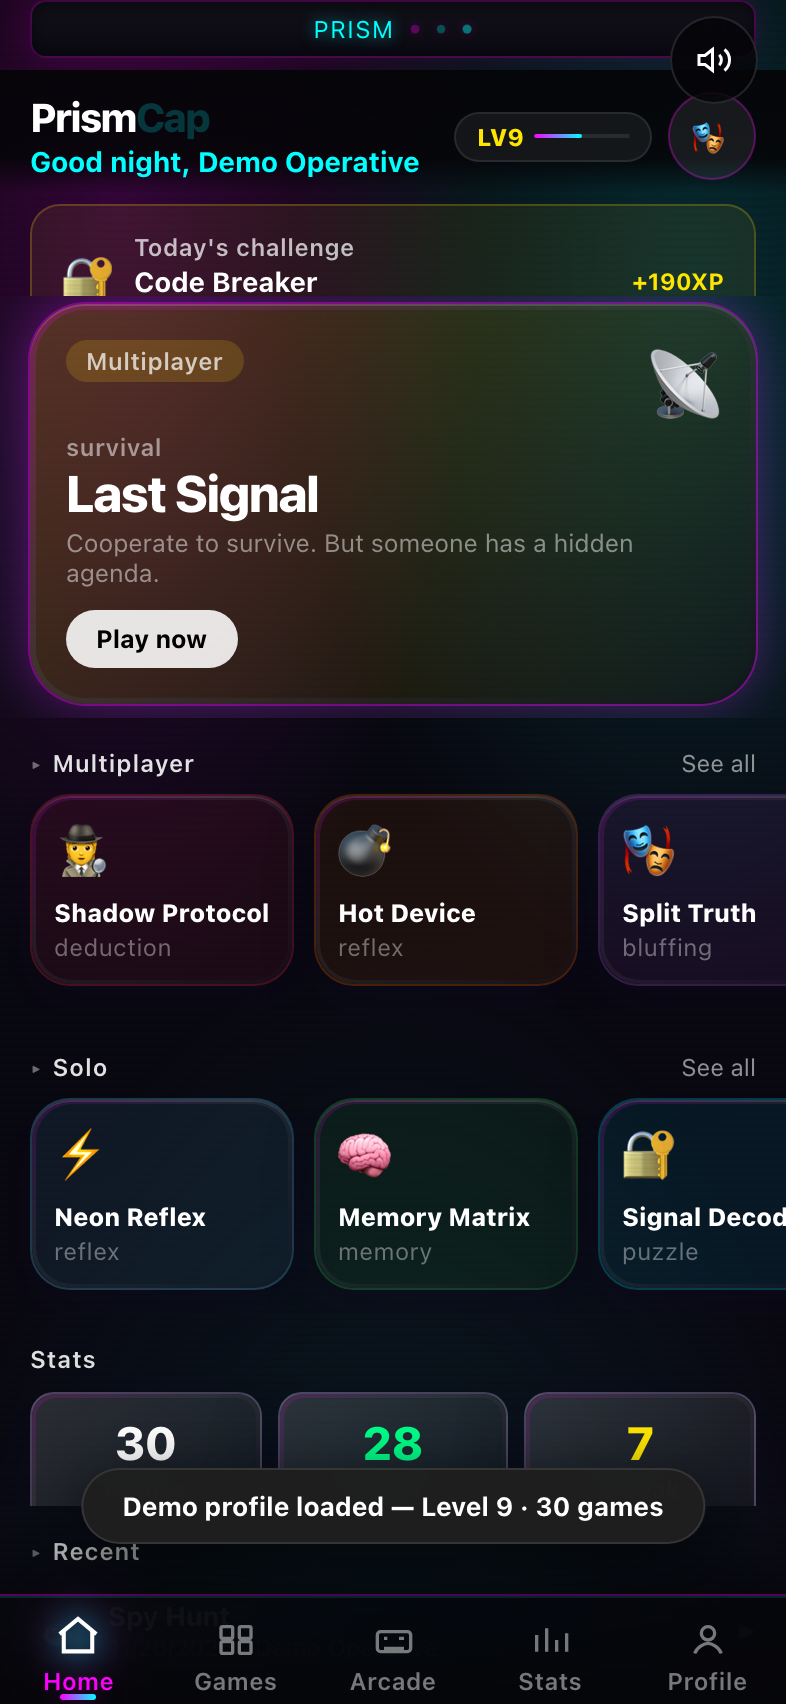 PRISM
PrismCap
Good night, Demo Operative
LV9
Today's challenge
Code Breaker
+190XP
Multiplayer
survival
Last Signal
Cooperate to survive. But someone has a hidden
agenda.
Play now
Multiplayer
See all
Shadow Protocol
deduction
Hot Device
reflex
Split Truth
bluffing
Solo
See all
Neon Reflex
reflex
Memory Matrix
memory
Signal Decod
puzzle
Stats
30
28
7
Demo profile loaded — Level 9 · 30 games
Recent
Spy Hunt
Home
Games
Arcade
Stats
Profile